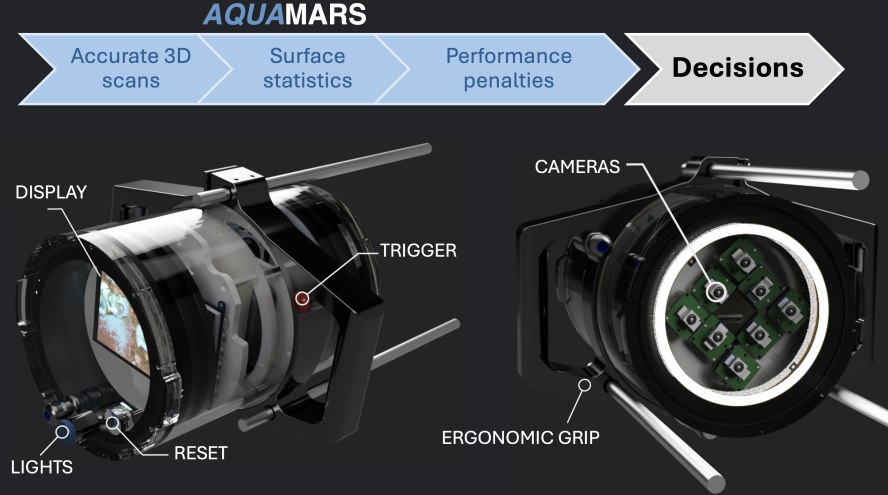 AQUAMARS
Accurate 3D
scans
Surface
statistics
Performance
penalties
Decisions
DISPLAY
TRIGGER
LIGHTS
RESET
CAMERAS
ERGONOMIC GRIP